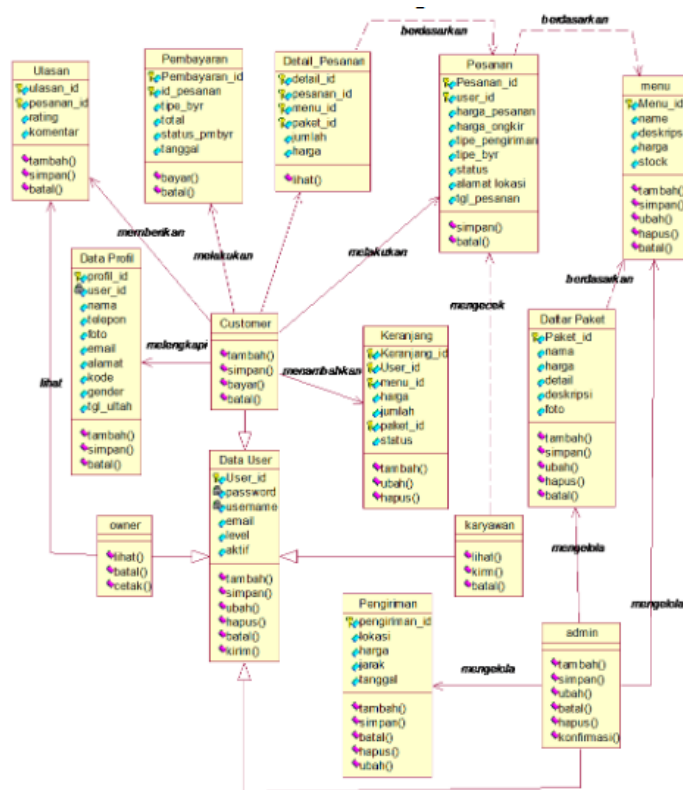 berdasarkan
berdasarkan
Ulasan
ulasan_id
pesanan_id
rating
komentar
tambah()
simpan()
batal()
Pembayaran
Pembayaran_id
id_pesanan
tipe_byr
total
status_pmbyr
tanggal
bayar()
batal()
Detail_Pesanan
detail_id
pesanan_id
menu_id
paket_id
jumlah
harga
lihat()
Pesanan
Pesanan_id
user_id
harga_pesanan
harga_ongkir
tipe_pengiriman
tipe_byr
status
alamat lokasi
tgl_pesanan
simpan()
batal()
menu
Menu_id
name
deskrips
harga
stock
tambah()
simpan()
ubah()
hapus()
batal()
memberikan
melakukan
melakukan
mengecek
berdasarkan
Data Profil
profil_id
user_id
nama
telepon
foto
email
alamat
kode
gender
tgl_ultah
tambah()
simpan()
batal()
melengkapi
Customer
tambah()
simpan()
bayar()
batal()
menambahkan
Keranjang
Keranjang_id
User_id
menu_id
harga
jumlah
paket_id
status
tambah()
ubah()
hapus()
Daftar Paket
Paket_id
nama
harga
detail
deskripsi
foto
tambah()
simpan()
ubah()
hapus()
batal()
lihat
Data User
User_id
password
username
email
level
aktif
tambah()
simpan()
ubah()
hapus()
batal()
kirim()
owner
lihat()
batal()
cetak()
karyawan
lihat()
kirm()
batal()
mengelola
mengelola
Pengiriman
pengiriman_id
lokasi
harga
jarak
tanggal
tambah()
simpan()
batal()
hapus()
ubah()
mengelola
admin
tambah()
simpan()
ubah()
batal()
hapus()
konfirmasi()